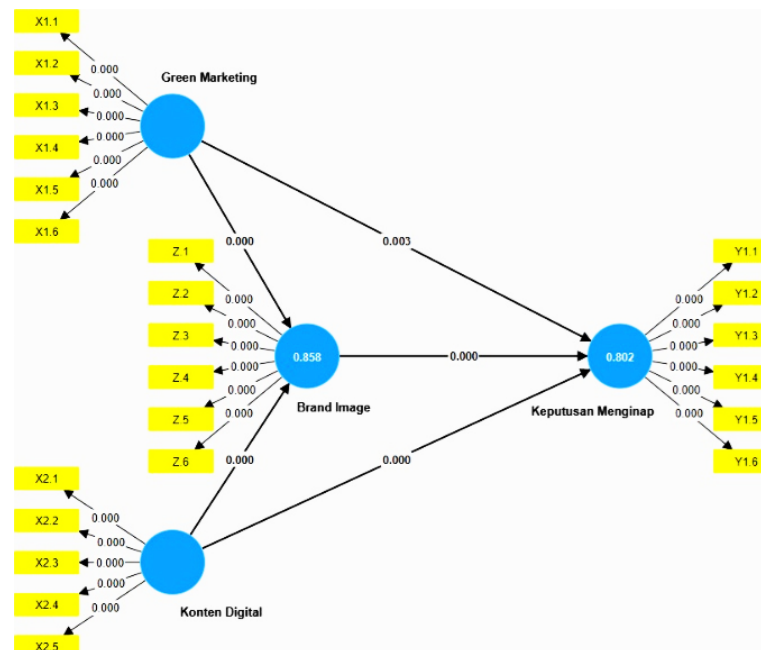 X1.1
X1.2
X1.3
X1.4
X1.5
X1.6
0.000
0.000
0.000
0.000
0.000
0.000
Green Marketing
0.000
0.003
Z.1
Z.2
Z.3
Z.4
Z.5
Z.6
0.000
0.000
0.000
0.000
0.000
0.000
0.858
Brand Image
0.000
0.802
Keputusan Menginap
Y1.1
Y1.2
Y1.3
Y1.4
Y1.5
Y1.6
0.000
0.000
0.000
0.000
0.000
0.000
0.000
0.000
X2.1
X2.2
X2.3
X2.4
X2.5
0.000
0.000
0.000
0.000
0.000
Konten Digital